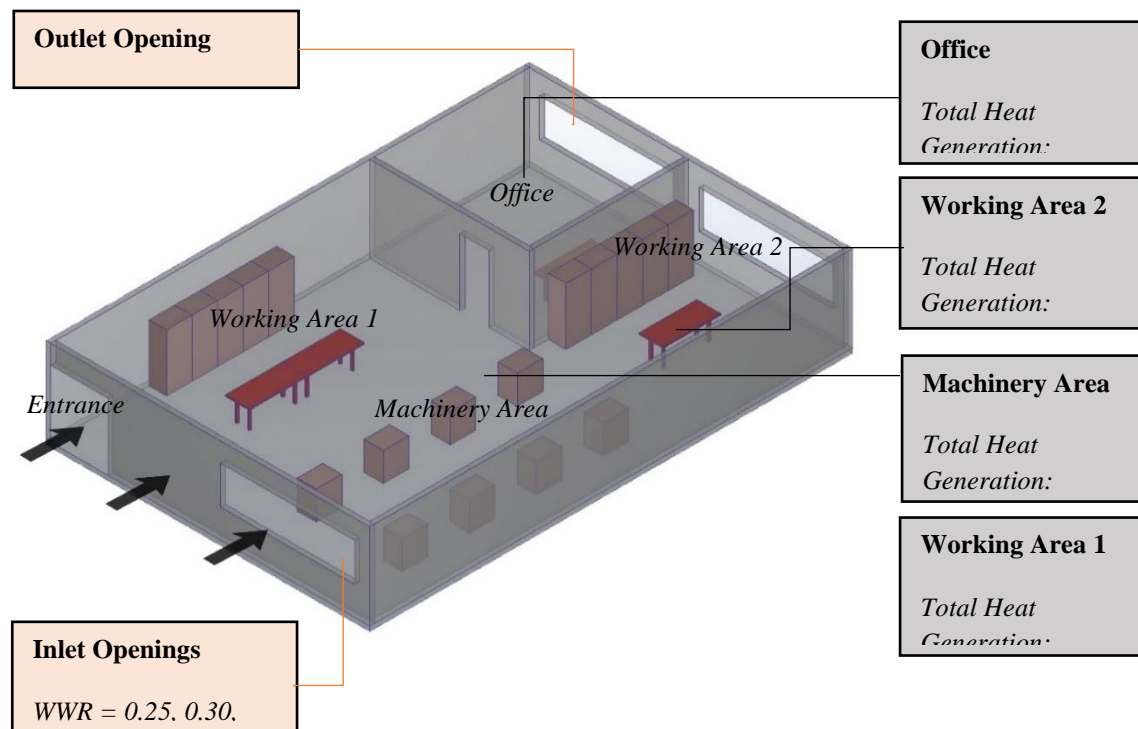 Outlet Opening
Office
Total Heat
Generation:
Office
Working Area 2
Working Area 2
Total Heat
Generation:
Working Area 1
Entrance
Machinery Area
Machinery Area
Total Heat
Generation:
Working Area 1
Total Heat
Generation:
Inlet Openings
WWR = 0.25, 0.30,